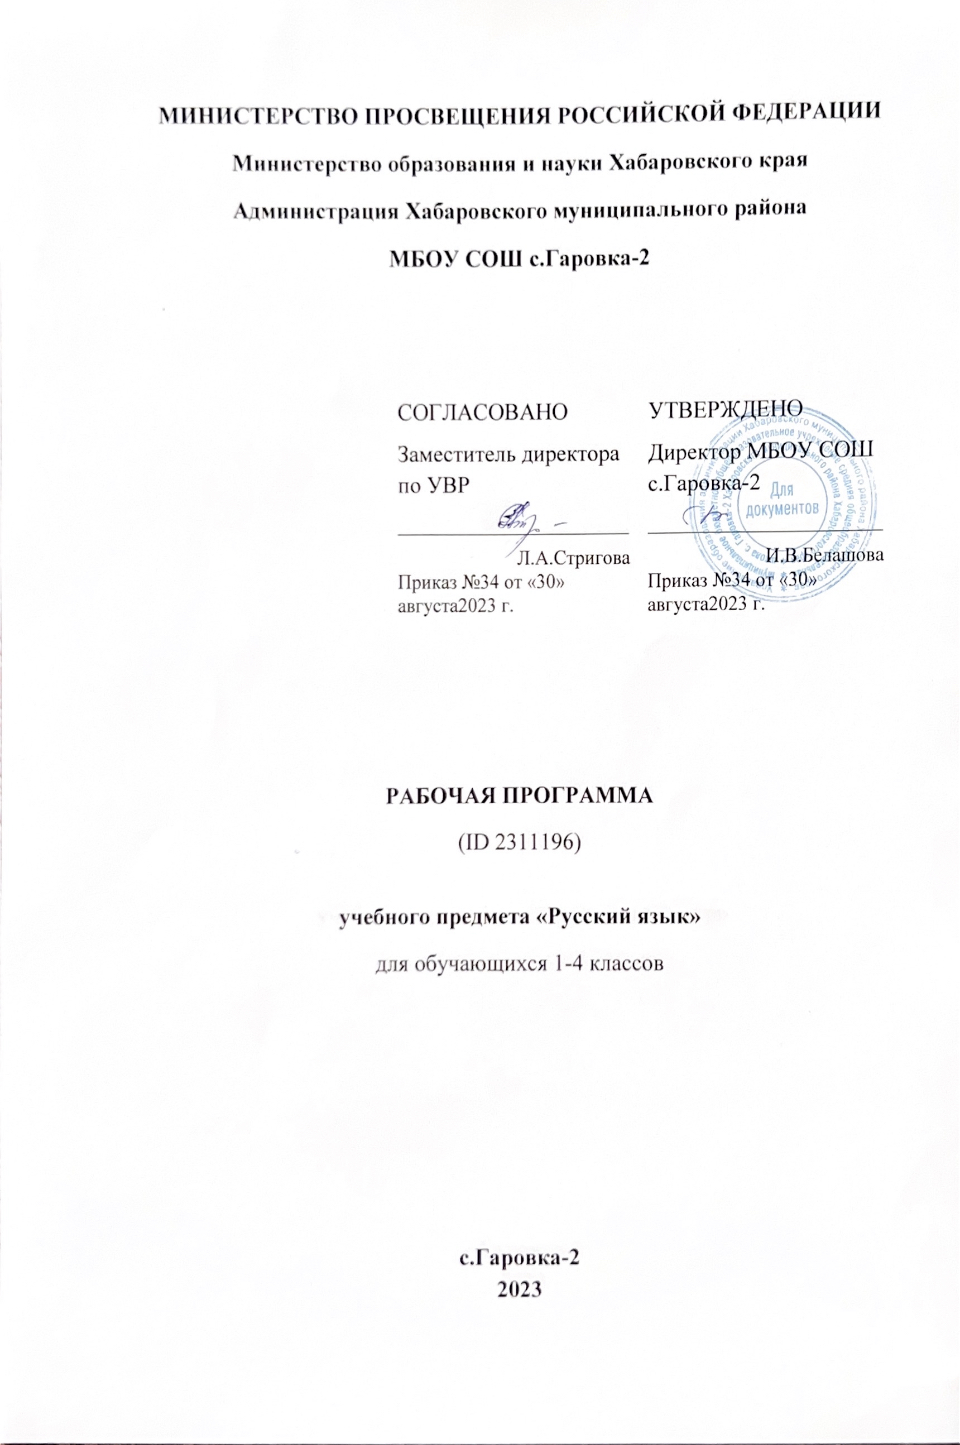 МИНИСТЕРСТВО ПРОСВЕЩЕНИЯ РОССИЙСКОЙ ФЕДЕРАЦИИ
Министерство образования и науки Хабаровского края
Администрация Хабаровского муниципального района
МБОУ СОШ с.Гаровка-2
СОГЛАСОВАНО
Заместитель директора
по УВР
Л.А.Стригова
Приказ №34 от «30»
августа2023 г.
УТВЕРЖДЕНО
Директор МБОУ СОШ
с.Гаровка-2
Для
документов
И.В.Белашова
Приказ №34 от «30»
августа2023 г.
РАБОЧАЯ ПРОГРАММА
(ID 2311196)
учебного предмета «Русский язык»
для обучающихся 1-4 классов
с.Гаровка-2
2023